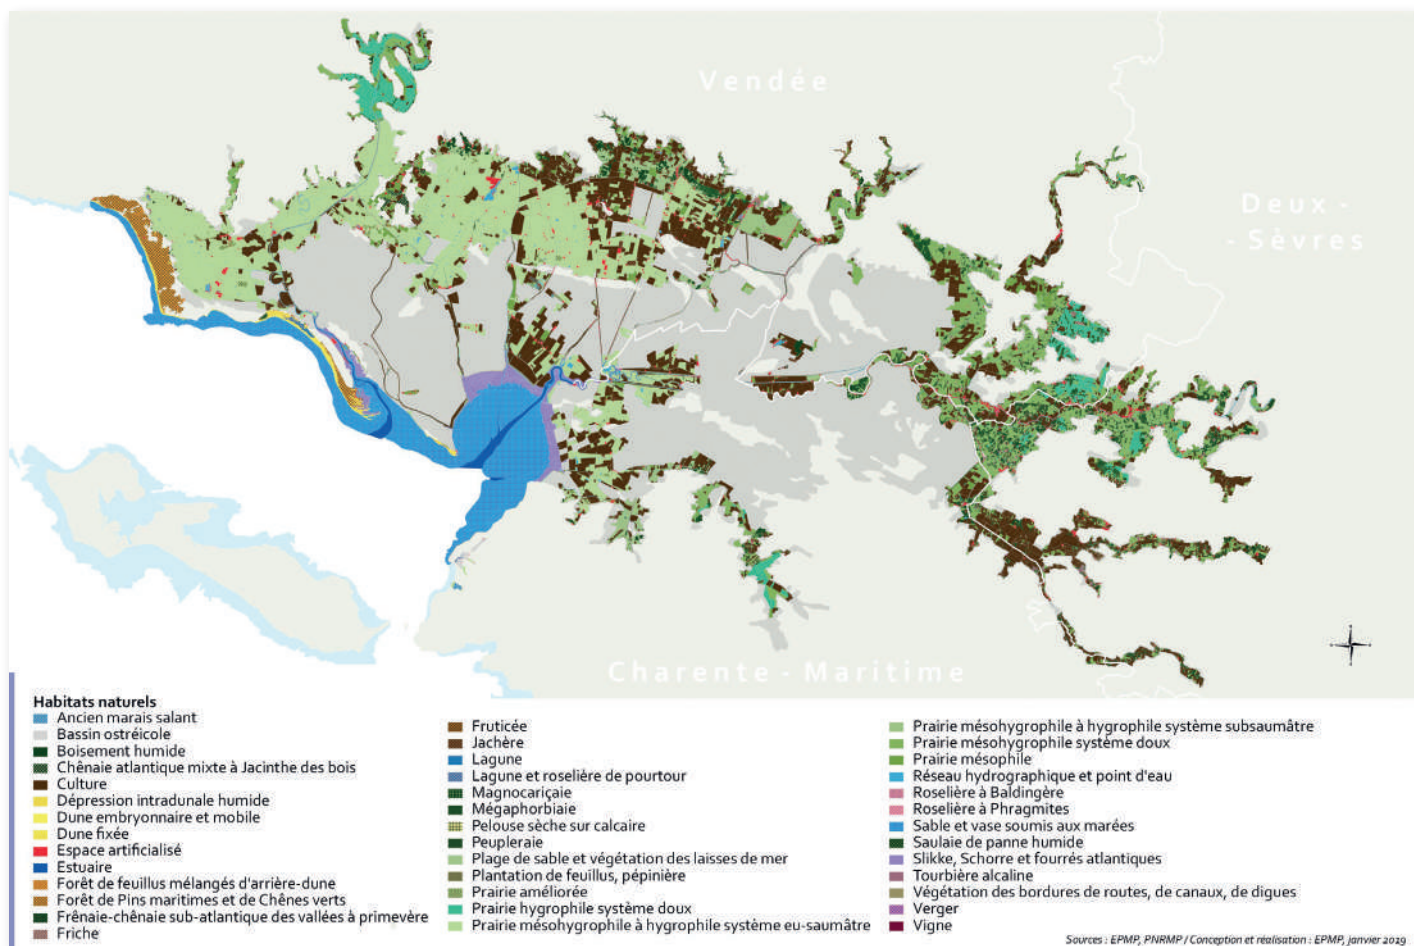 Vendée
Deux -
- Sèvres
Charente - Maritime
Habitats naturels
Ancien marais salant
Bassin ostréicole
Boisement humide
Chênaie atlantique mixte à Jacinthe des bois
Culture
Dépression intradunale humide
Dune embryonnaire et mobile
Dune fixée
Espace artificialisé
Estuaire
Forêt de feuillus mélangés d'arrière-dune
Forêt de Pins maritimes et de Chênes verts
Frênaie-chênaie sub-atlantique des vallées à primevère
Friche
Fruticée
Jachère
Lagune
Lagune et roselière de pourtour
Magnocariçaie
Mégaphorbiaie
Pelouse sèche sur calcaire
Peupleraie
Plage de sable et végétation des laisses de mer
Plantation de feuillus, pépinière
Prairie améliorée
Prairie hygrophile système doux
Prairie mésohygrophile à hygrophile système eu-saumâtre
Prairie mésohygrophile à hygrophile système subsaumâtre
Prairie mésohygrophile système doux
Prairie mésophile
Réseau hydrographique et point d'eau
Roselière à Baldingère
Roselière à Phragmites
Sable et vase soumis aux marées
Saulaie de panne humide
Slikke, Schorre et fourrés atlantiques
Tourbière alcaline
Végétation des bordures de routes, de canaux, de digues
Verger
Vigne
Sources : EPMP, PNRMP / Conception et réalisation : EPMP, janvier 2019